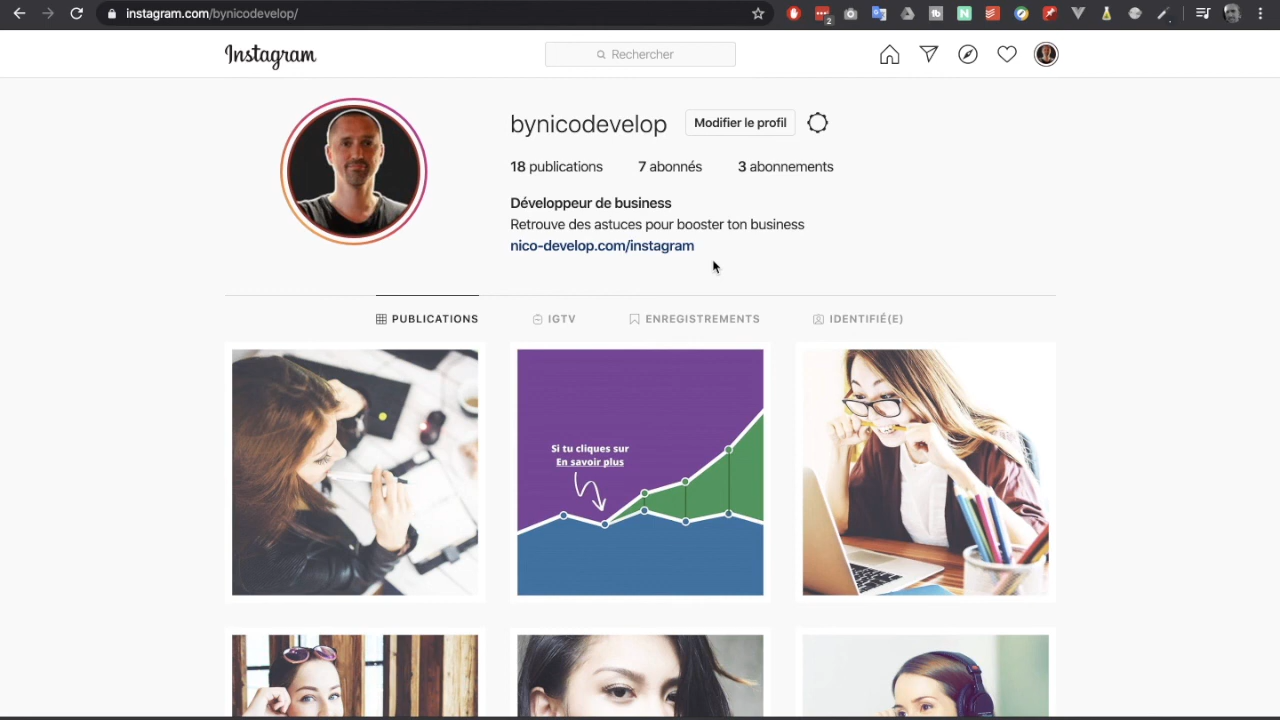 instagram.com/bynicodevelop/
2
Instagram
Rechercher
bynicodevelop
Modifier le profil
18 publications 7 abonnés 3 abonnements
Développeur de business
Retrouve des astuces pour booster ton business
nico-develop.com/instagram
PUBLICATIONS IGTV ENREGISTREMENTS IDENTIFIÉ(E)
Si tu cliques sur
En savoir plus